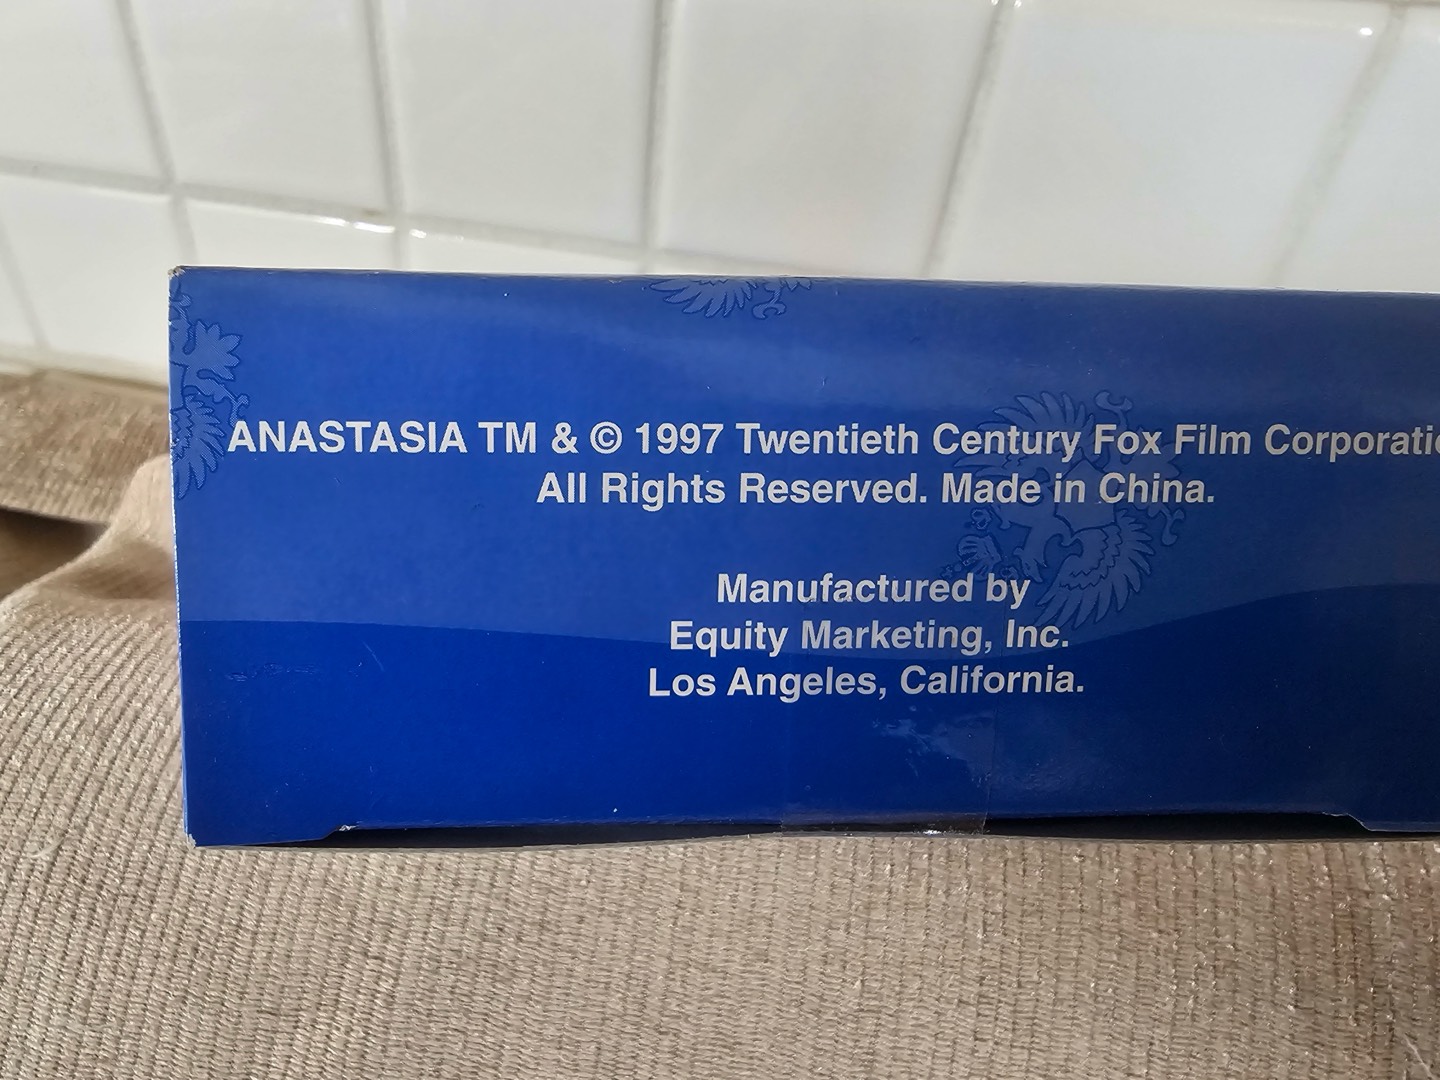 ANASTASIA TM & © 1997 Twentieth Century Fox Film Corporatio
All Rights Reserved. Made in China.
Manufactured by
Equity Marketing, Inc.
Los Angeles, California.